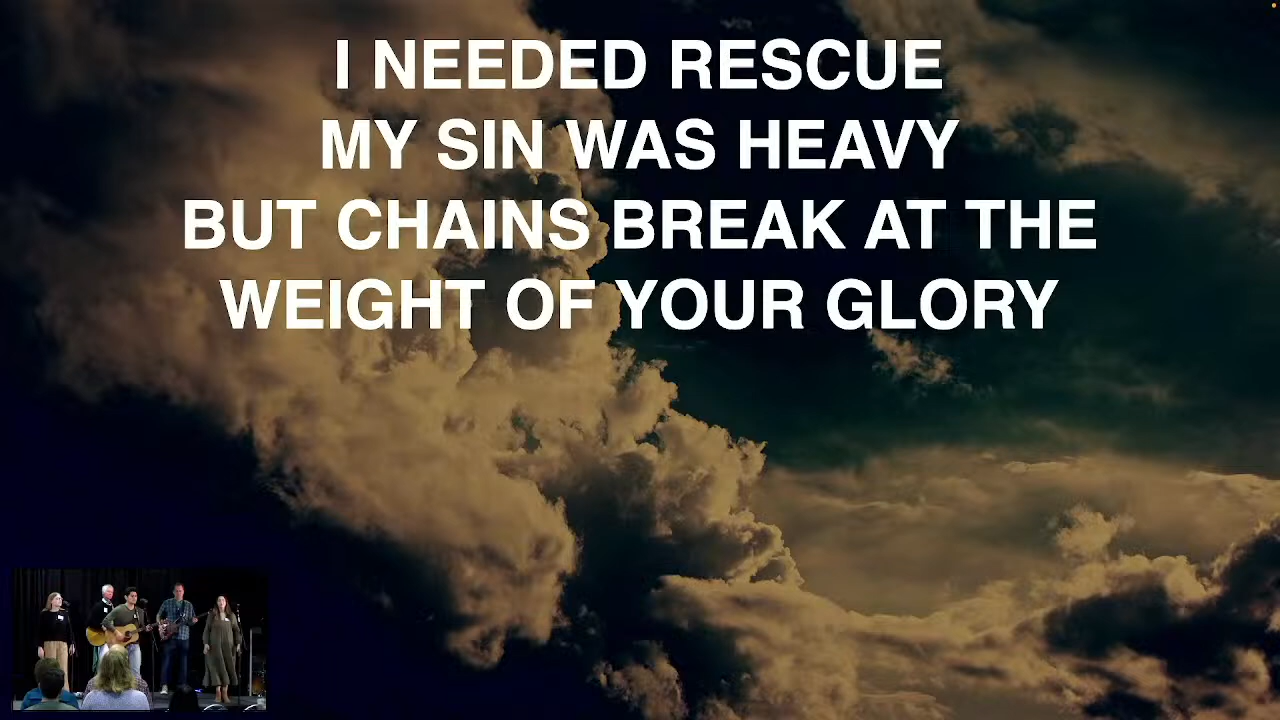 I NEEDED RESCUE
MY SIN WAS HEAVY
BUT CHAINS BREAK AT THE
WEIGHT OF YOUR GLORY